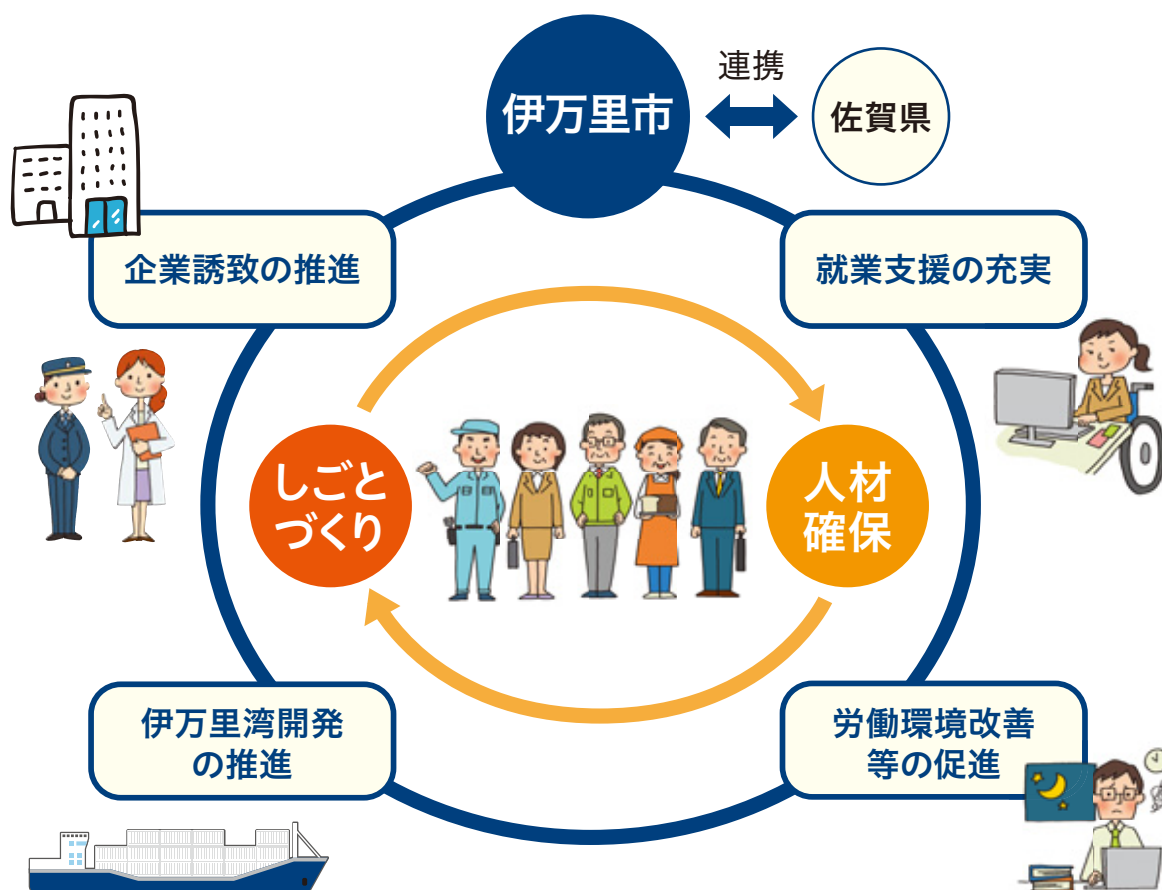 連携
伊万里市
佐賀県
企業誘致の推進
就業支援の充実
しごと
づくり
人材
確保
伊万里湾開発
の推進
労働環境改善
等の促進